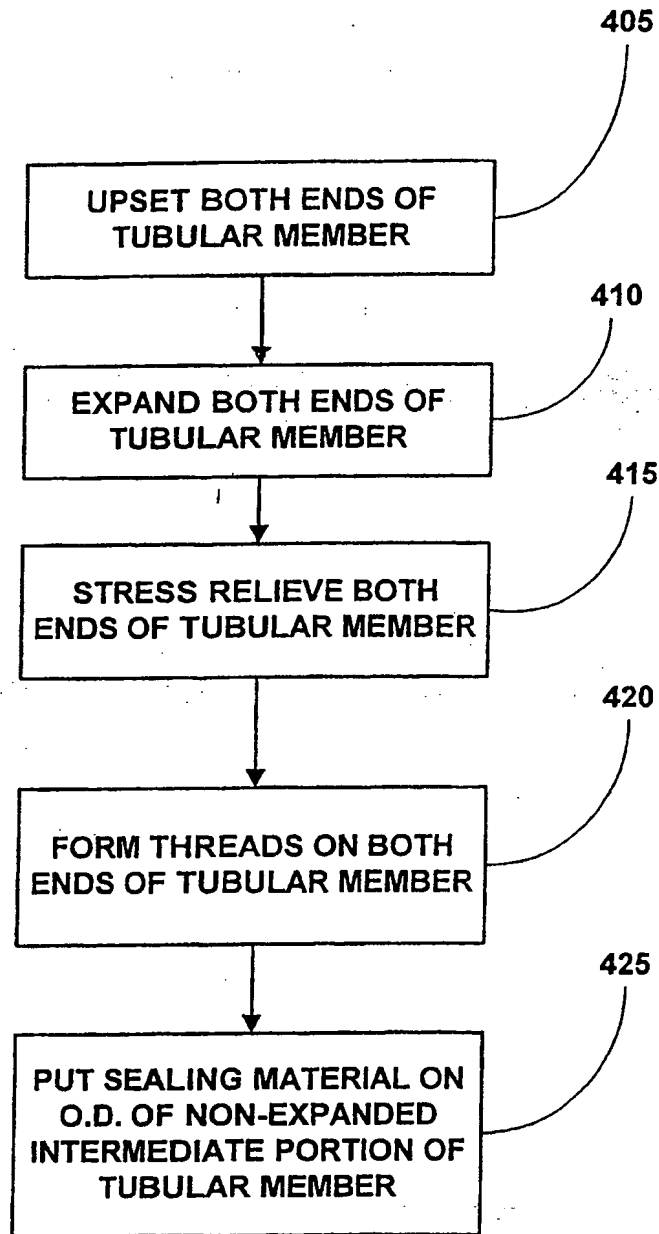 405
UPSET BOTH ENDS OF
TUBULAR MEMBER
410
EXPAND BOTH ENDS OF
TUBULAR MEMBER
415
STRESS RELIEVE BOTH
ENDS OF TUBULAR MEMBER
420
FORM THREADS ON BOTH
ENDS OF TUBULAR MEMBER
425
PUT SEALING MATERIAL ON
O.D. OF NON-EXPANDED
INTERMEDIATE PORTION OF
TUBULAR MEMBER